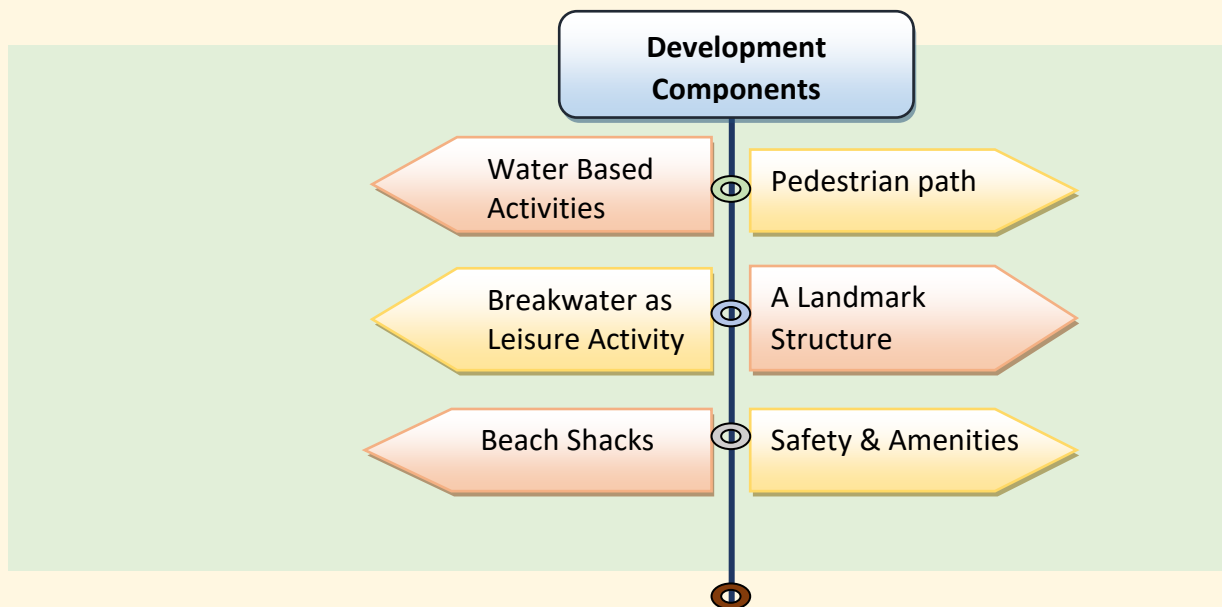 Development
Components
Water Based
Activities
Pedestrian path
Breakwater as
Leisure Activity
A Landmark
Structure
Beach Shacks
Safety & Amenities